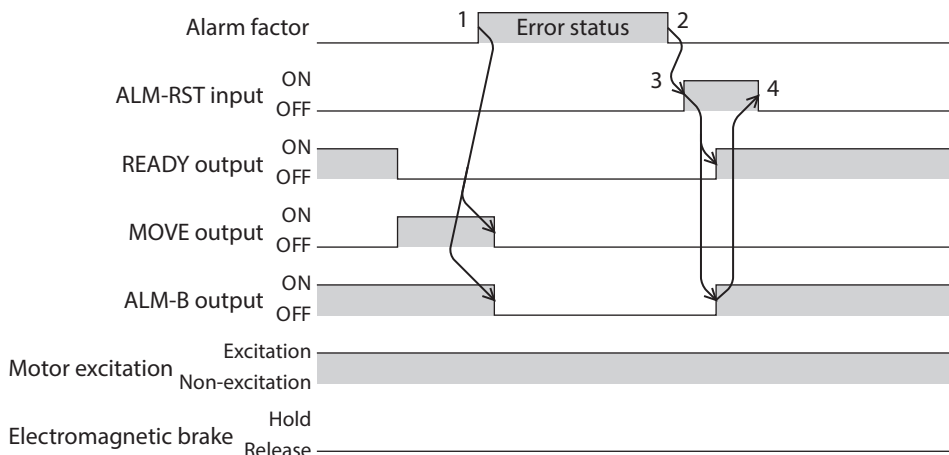 Alarm factor 1 Error status 2
ALM-RST input ON OFF 3 4
READY output ON OFF
MOVE output ON OFF
ALM-B output ON OFF
Motor excitation Excitation Non-excitation
Electromagnetic brake Hold Release